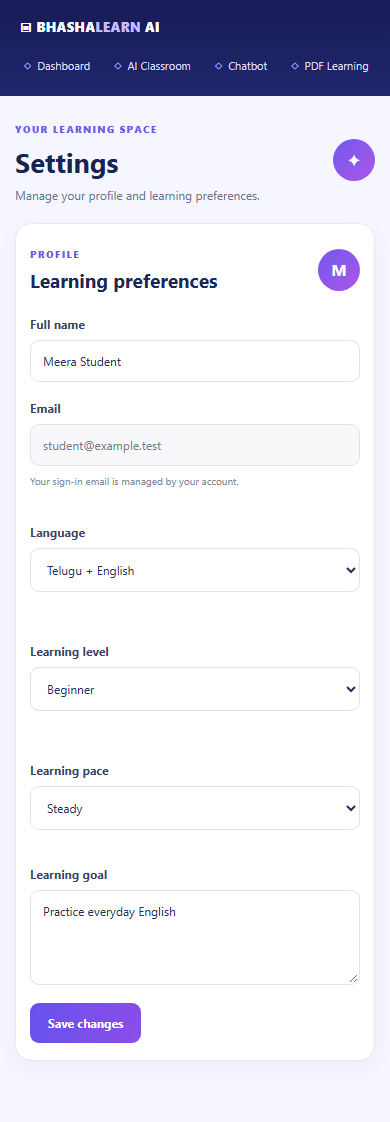 BHASHALEARN AI
Dashboard AI Classroom Chatbot PDF Learning
YOUR LEARNING SPACE
Settings
Manage your profile and learning preferences.
PROFILE
Learning preferences
M
Full name
Meera Student
Email
student@example.test
Your sign-in email is managed by your account.
Language
Telugu + English
Learning level
Beginner
Learning pace
Steady
Learning goal
Practice everyday English
Save changes